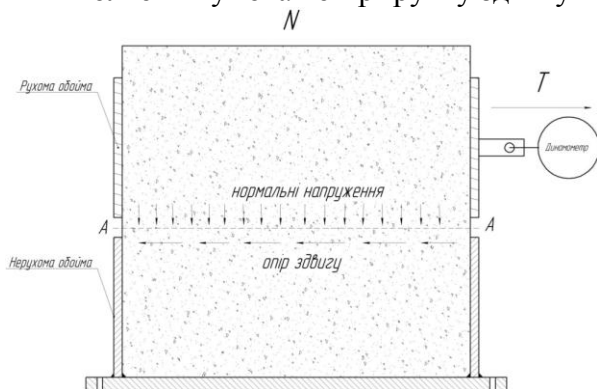 N
Рухома обойма
T
Динамометр
нормальні напруження
A
A
опір здвигу
Нерухома обойма